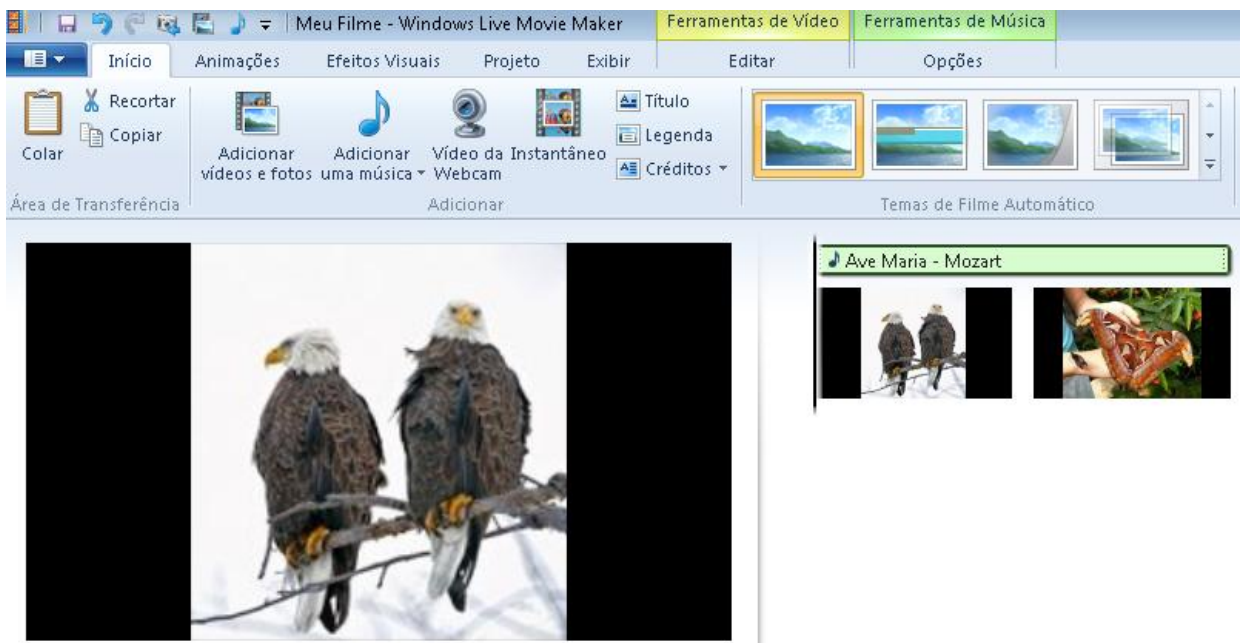 Meu Filme - Windows Live Movie Maker
Ferramentas de Vídeo
Ferramentas de Música
Início
Animações
Efeitos Visuais
Projeto
Exibir
Editar
Opções
Colar
Recortar
Copiar
Área de Transferência
Adicionar
vídeos e fotos
Adicionar
uma música
Vídeo da
Webcam
Instantâneo
Título
Legenda
Créditos
Adicionar
Temas de Filme Automático
Ave Maria - Mozart